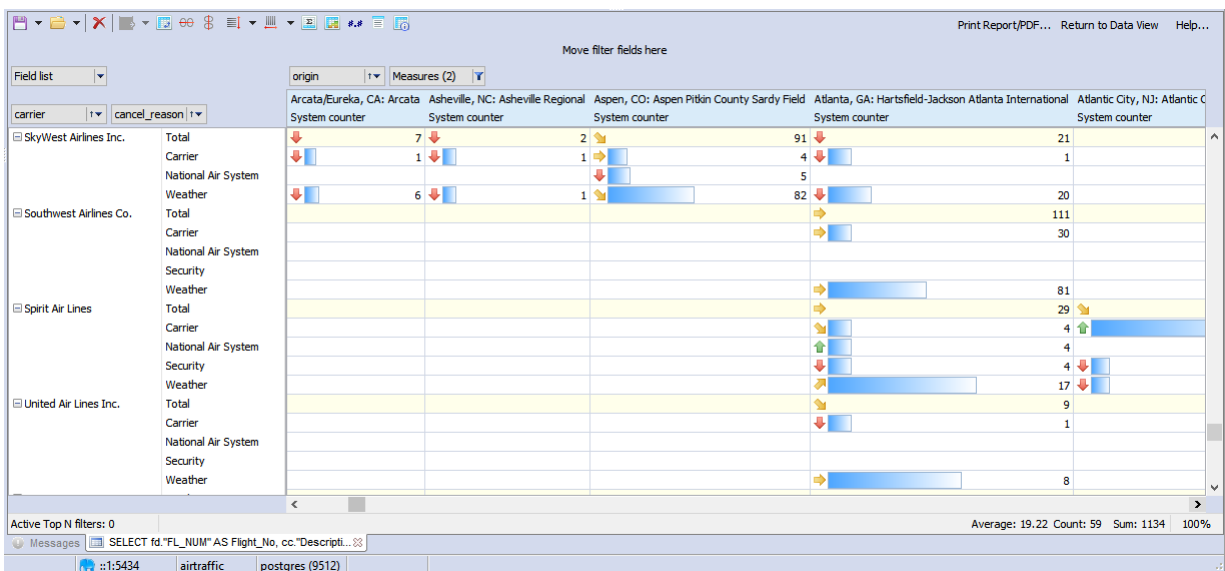 Print Report/PDF... Return to Data View Help...
Move filter fields here
Field list origin Measures (2)
carrier cancel_reason
Arcata/Eureka, CA: Arcata Asheville, NC: Asheville Regional Aspen, CO: Aspen Pitkin County Sardy Field Atlanta, GA: Hartsfield-Jackson Atlanta International Atlantic City, NJ: Atlantic
System counter System counter System counter System counter System counter
SkyWest Airlines Inc. Total 7 2 91 21
Carrier 1 1 4 1
National Air System 5
Weather 6 1 82 20
Southwest Airlines Co. Total 111
Carrier 30
National Air System
Security
Weather 81
Spirit Air Lines Total 29
Carrier 4
National Air System 4
Security 4
Weather 17
United Air Lines Inc. Total 9
Carrier 1
National Air System
Security
Weather 8
Active Top N filters: 0 Average: 19.22 Count: 59 Sum: 1134 100%
Messages SELECT fd."FL_NUM" AS Flight_No, cc."Descripti...
::1:5434 airtraffic postgres (9512)